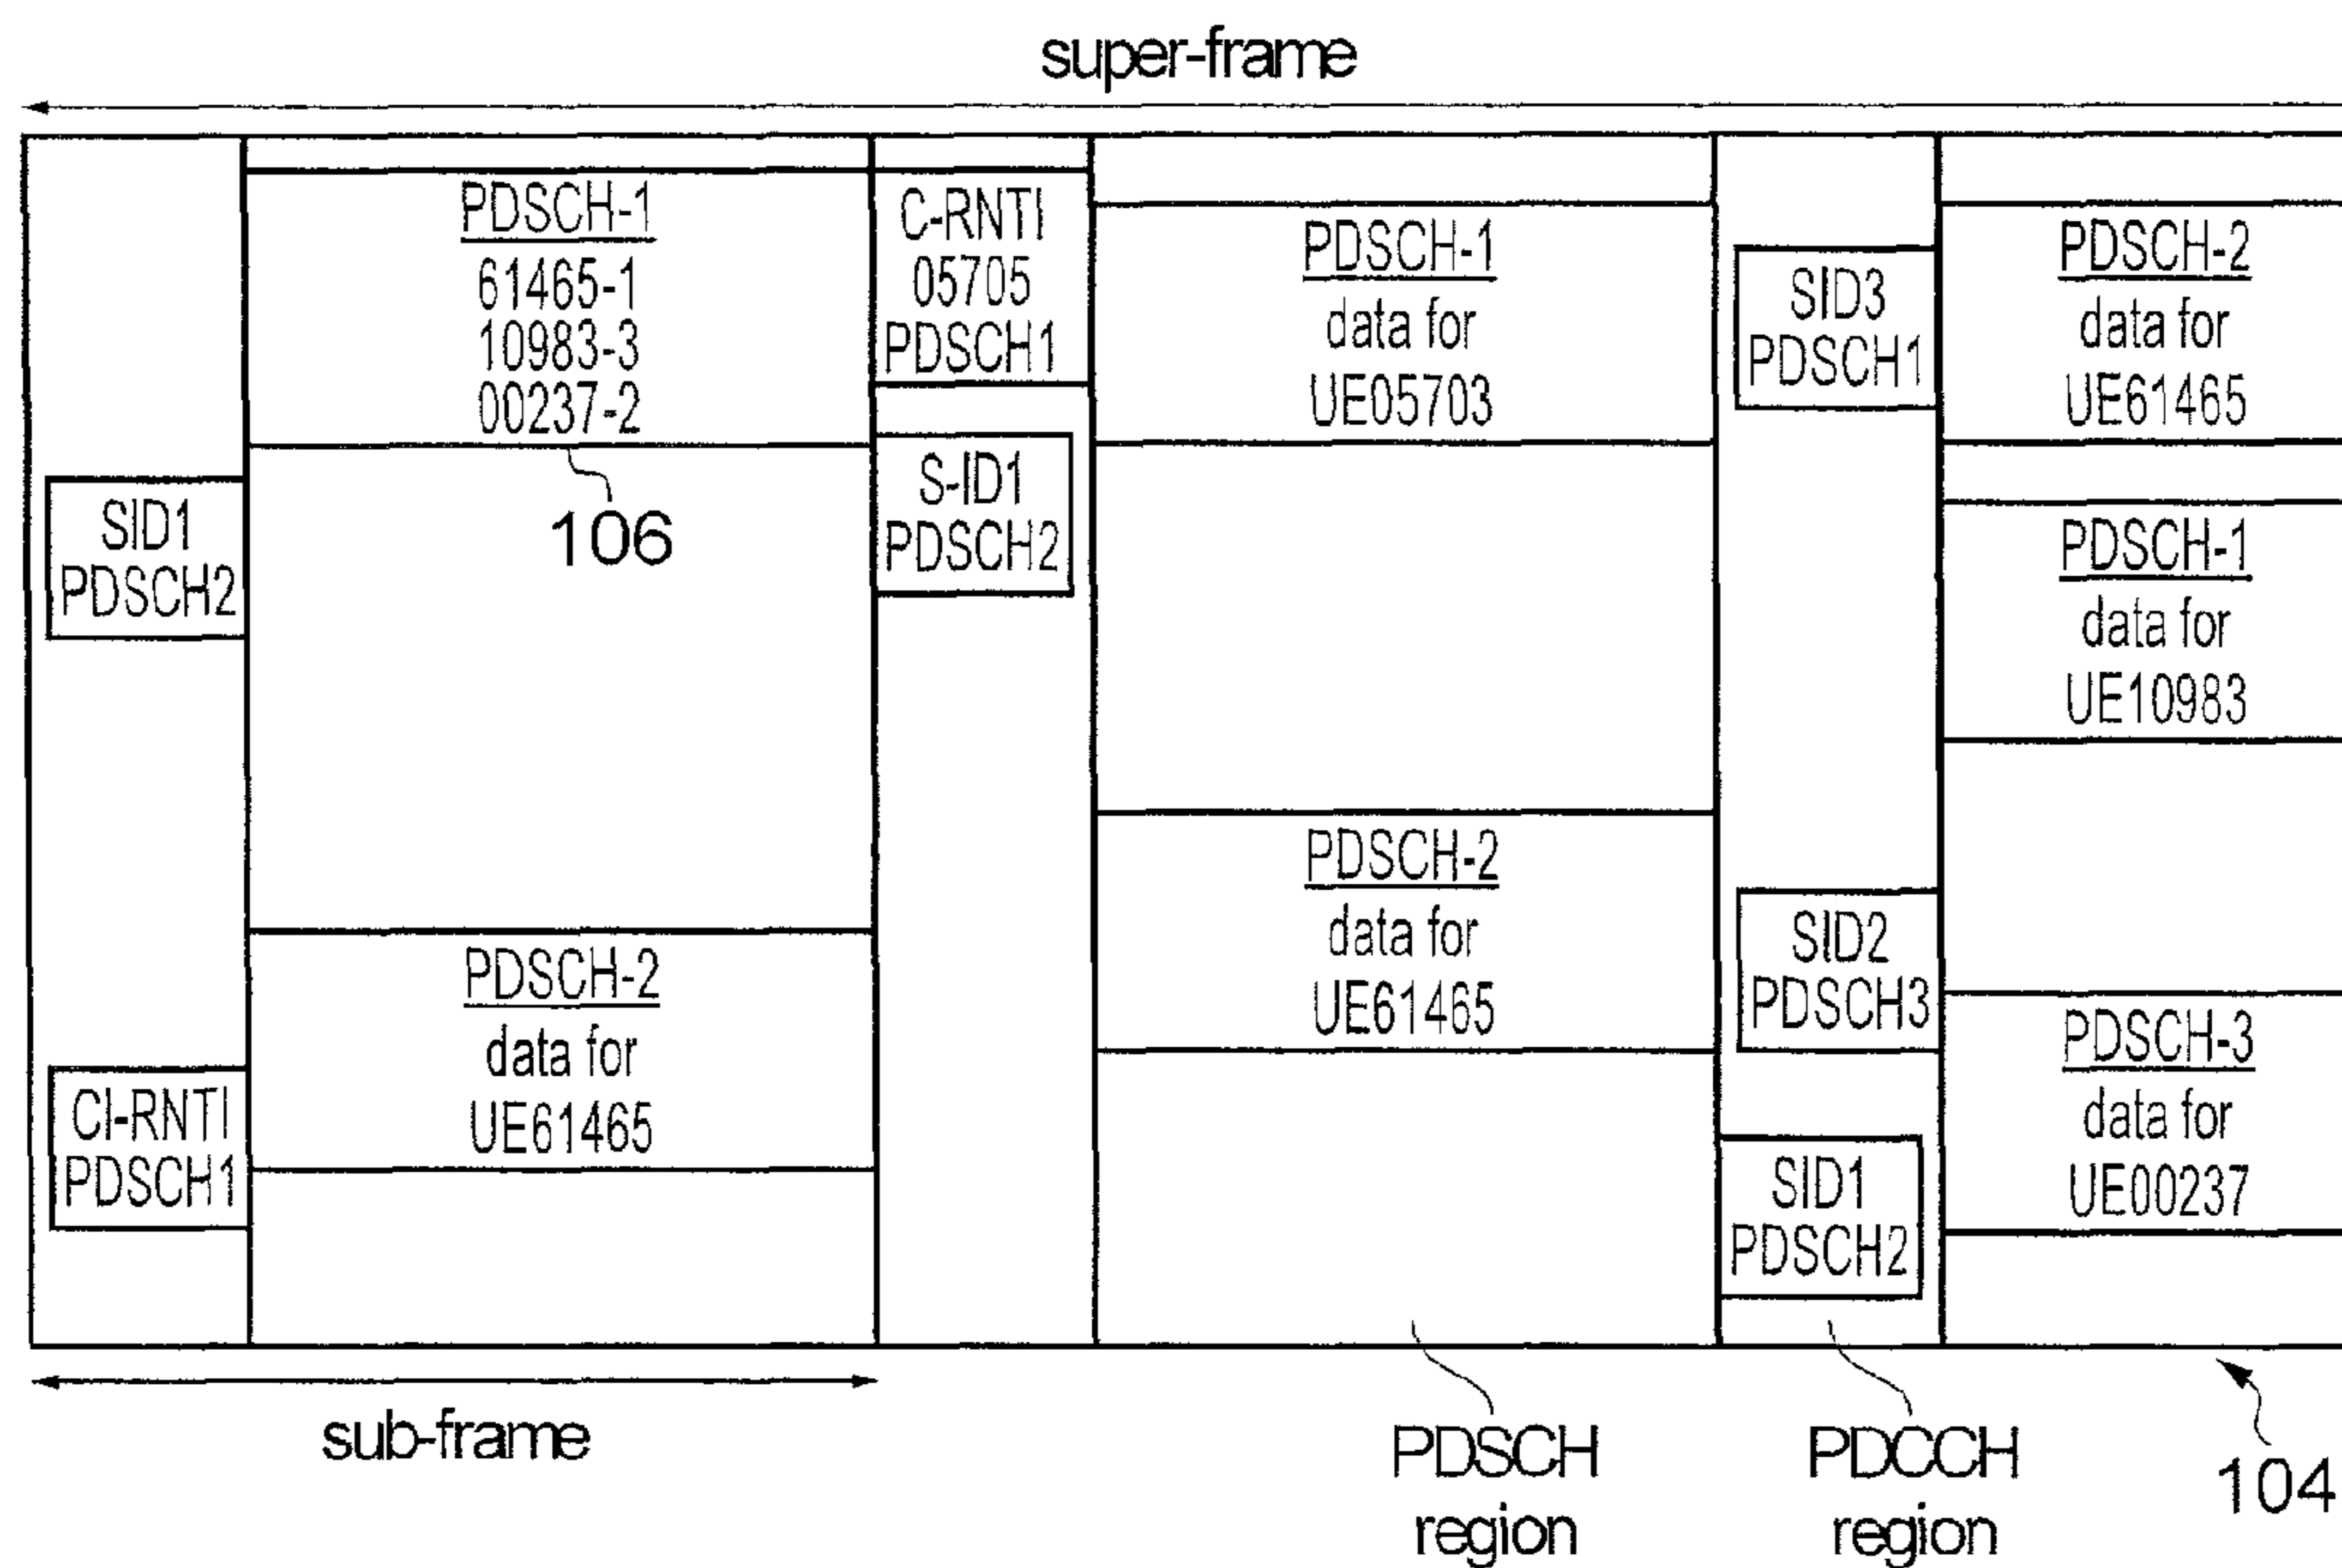 super-frame
SID1
PDSCH2
CI-RNTI
PDSCH1
PDSCH-1
61465-1
10983-3
00237-2
106
PDSCH-2
data for
UE61465
C-RNTI
05705
PDSCH1
S-ID1
PDSCH2
PDSCH-1
data for
UE05703
PDSCH-2
data for
UE61465
SID3
PDSCH1
SID2
PDSCH3
SID1
PDSCH2
PDSCH-2
data for
UE61465
PDSCH-1
data for
UE10983
PDSCH-3
data for
UE00237
sub-frame
PDSCH
region
PDCCH
region
104